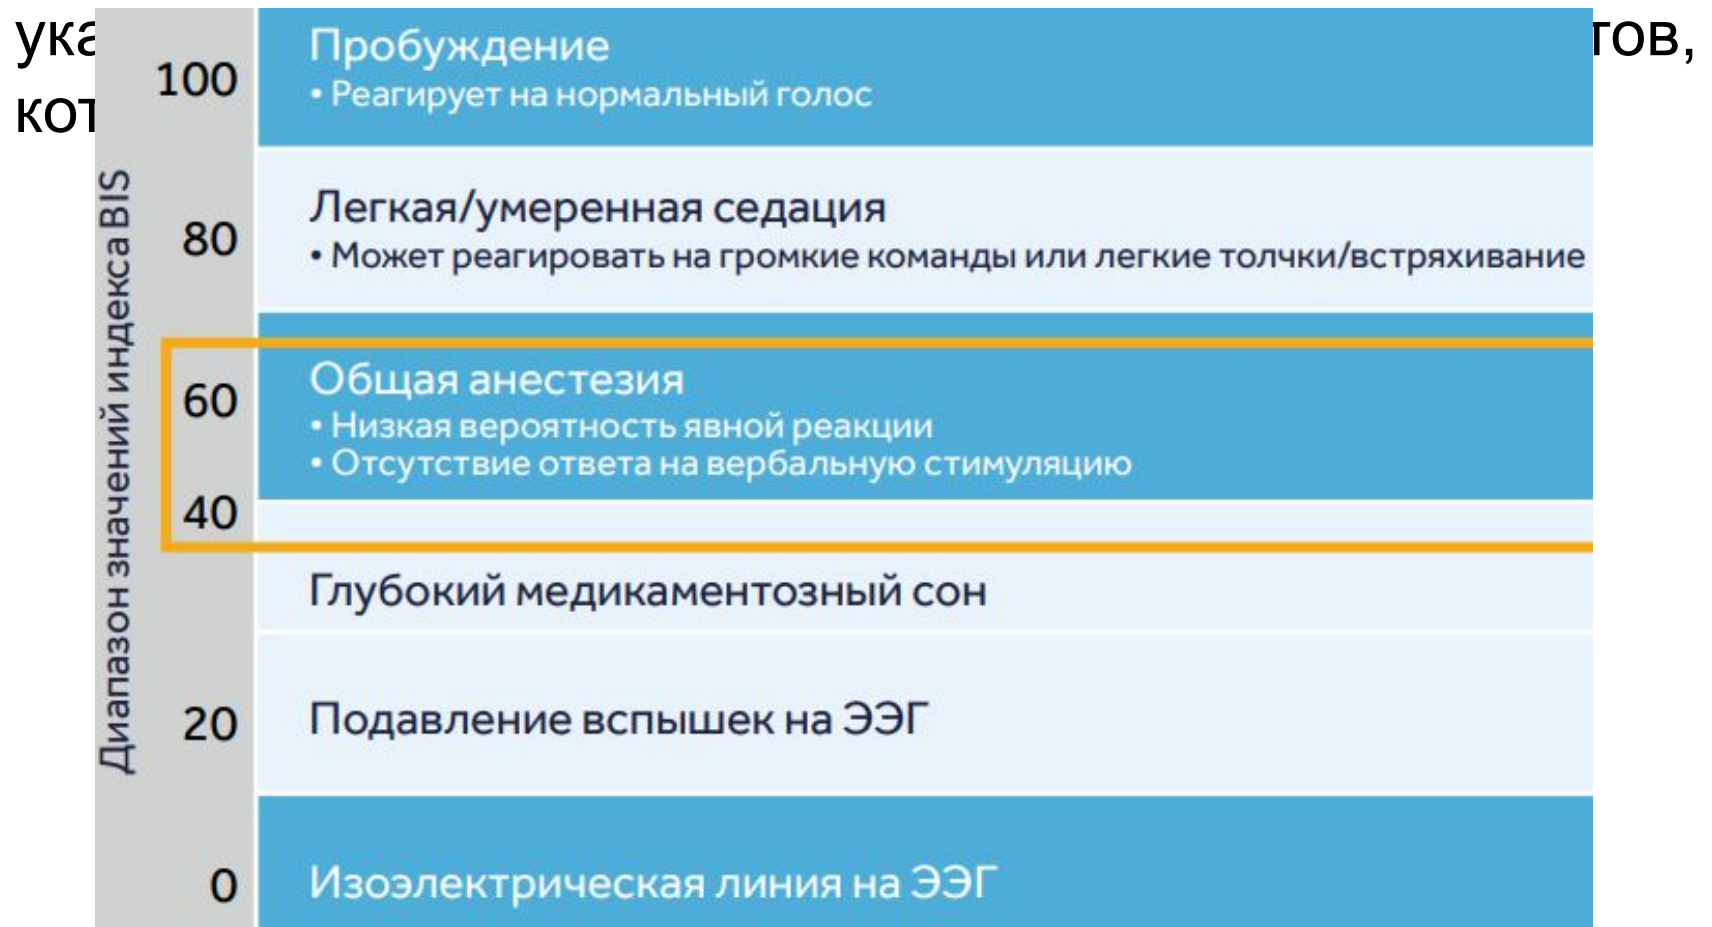 100
Пробуждение
• Реагирует на нормальный голос
Диапазон значений индекса BIS
80
Легкая/умеренная седация
• Может реагировать на громкие команды или легкие толчки/встряхивание
60
Общая анестезия
• Низкая вероятность явной реакции
• Отсутствие ответа на вербальную стимуляцию
40
Глубокий медикаментозный сон
20
Подавление вспышек на ЭЭГ
0
Изоэлектрическая линия на ЭЭГ